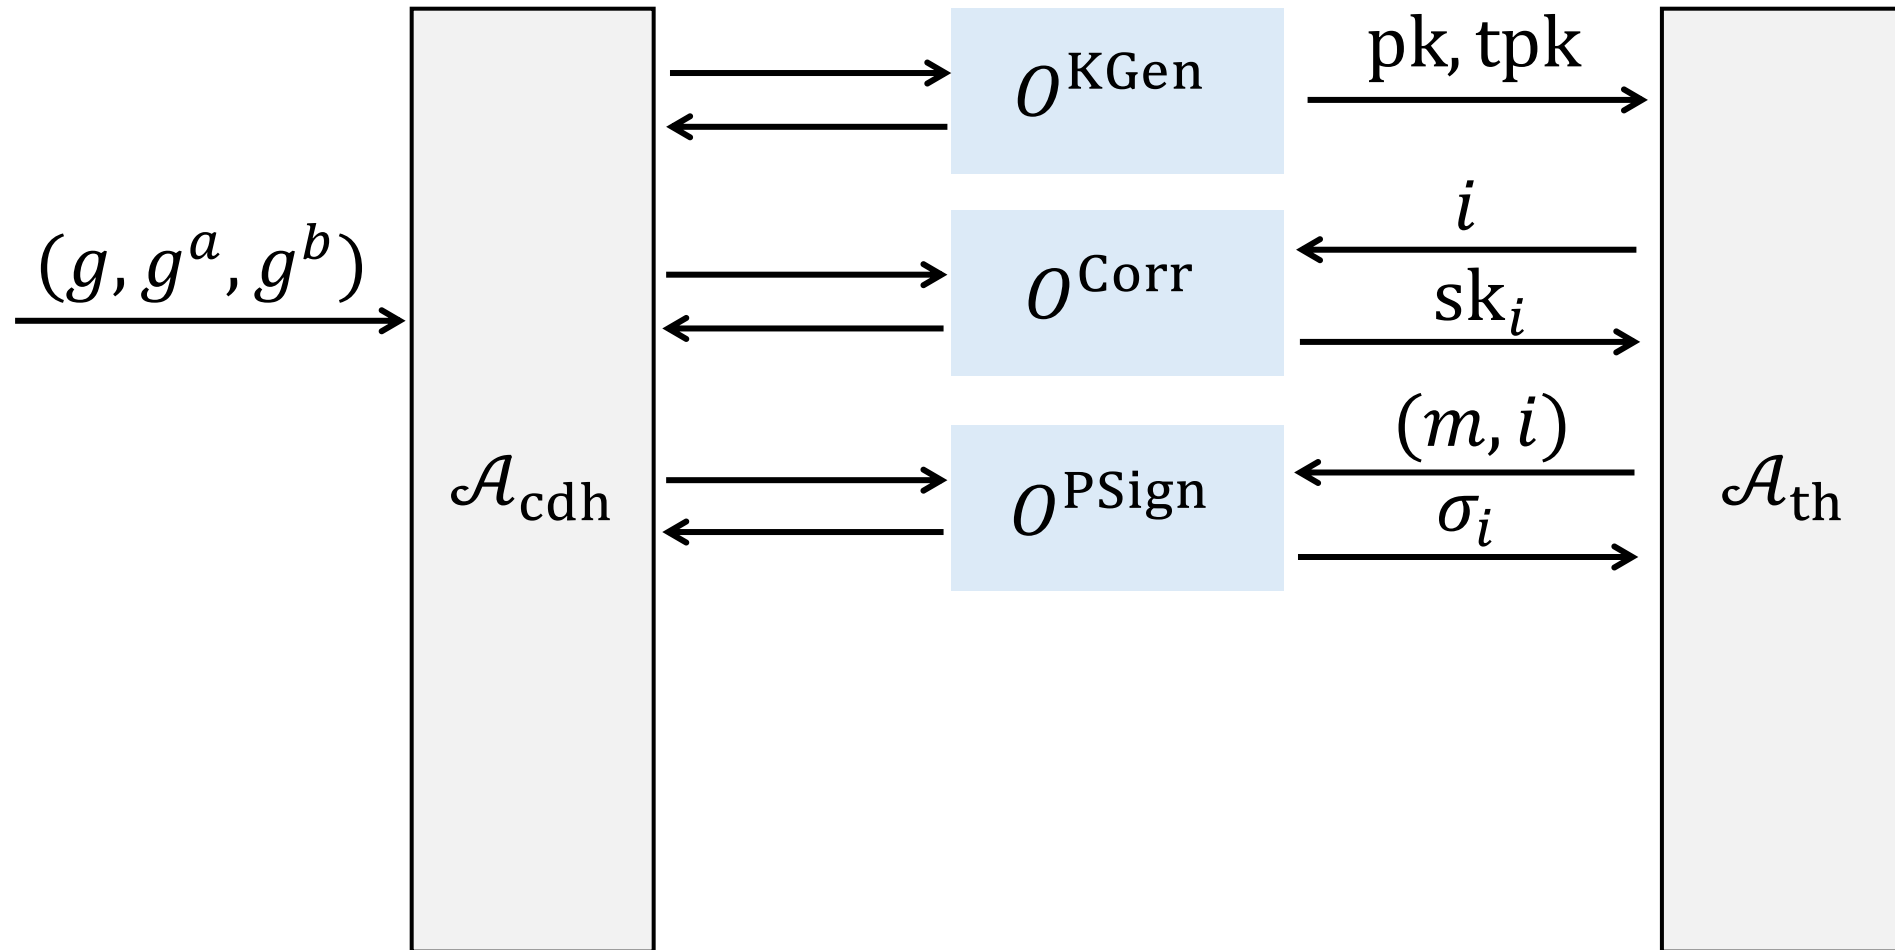 O^KGen
pk, tpk
i
(g, g^a, g^b)
O^Corr
sk_i
(m, i)
𝒜_cdh
O^PSign
σ_i
𝒜_th